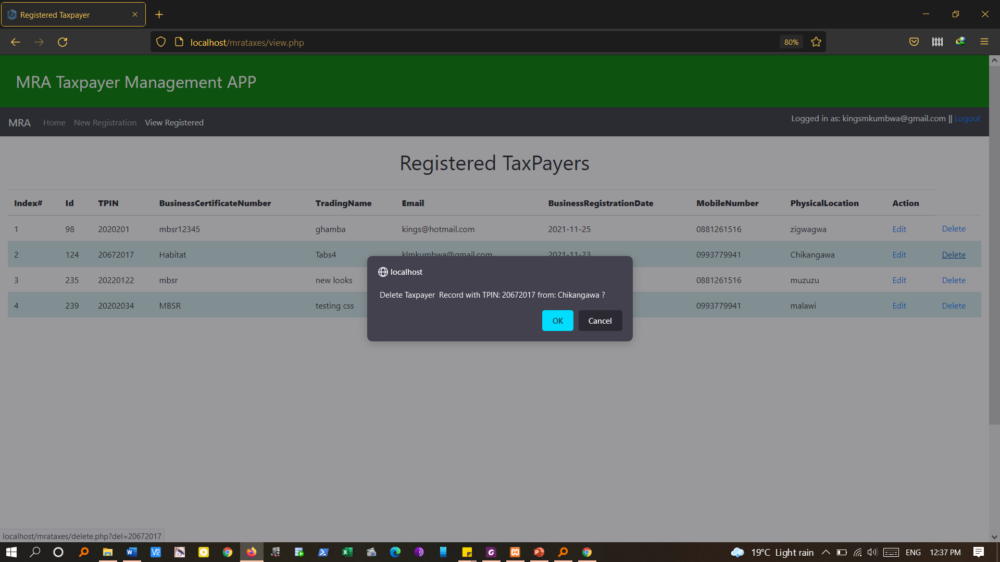 Registered Taxpayer
localhost/mrataxes/view.php
80%
MRA Taxpayer Management APP
MRA Home New Registration View Registered
Logged in as: kingsmkumbwa@gmail.com || Logout
Registered TaxPayers
Index# Id TPIN BusinessCertificateNumber TradingName Email BusinessRegistrationDate MobileNumber PhysicalLocation Action
1 98 2020201 mbsr12345 ghamba kings@hotmail.com 2021-11-25 0881261516 zigwagwa Edit Delete
2 124 20672017 Habitat Tabs4 klmkumbwa@gmail.com 2021-11-23 0993779941 Chikangawa Edit Delete
3 235 20220122 mbsr new looks 0881261516 muzuzu Edit Delete
4 239 20202034 MBSR testing css 0993779941 malawi Edit Delete
localhost
Delete Taxpayer  Record with TPIN: 20672017 from: Chikangawa ?
OK Cancel
localhost/mrataxes/delete.php?del=20672017
19°C Light rain ENG 12:37 PM